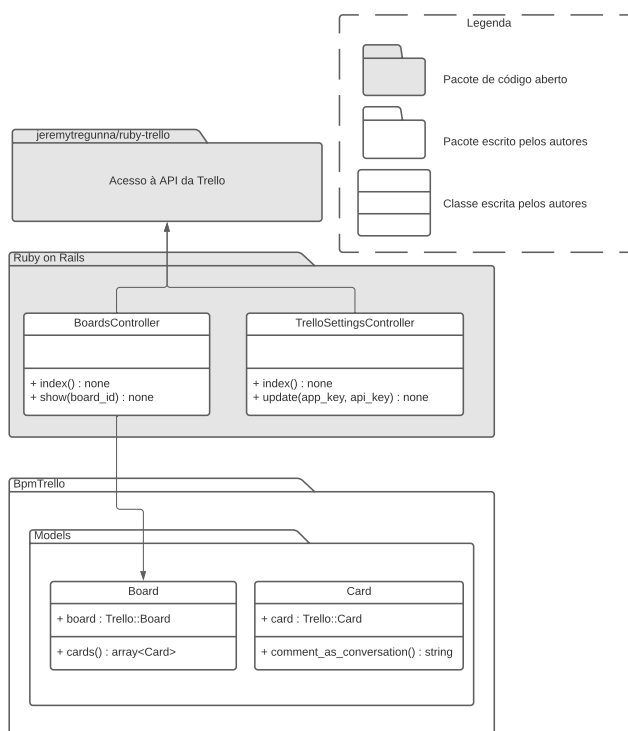 Legenda
Pacote de código aberto
Pacote escrito pelos autores
Classe escrita pelos autores
jeremytregunna/ruby-trello
Acesso à API da Trello
Ruby on Rails
BoardsController
+ index() : none
+ show(board_id) : none
TrelloSettingsController
+ index() : none
+ update(app_key, api_key) : none
BpmTrello
Models
Board
+ board : Trello::Board
+ cards() : array<Card>
Card
+ card : Trello::Card
+ comment_as_conversation() : string